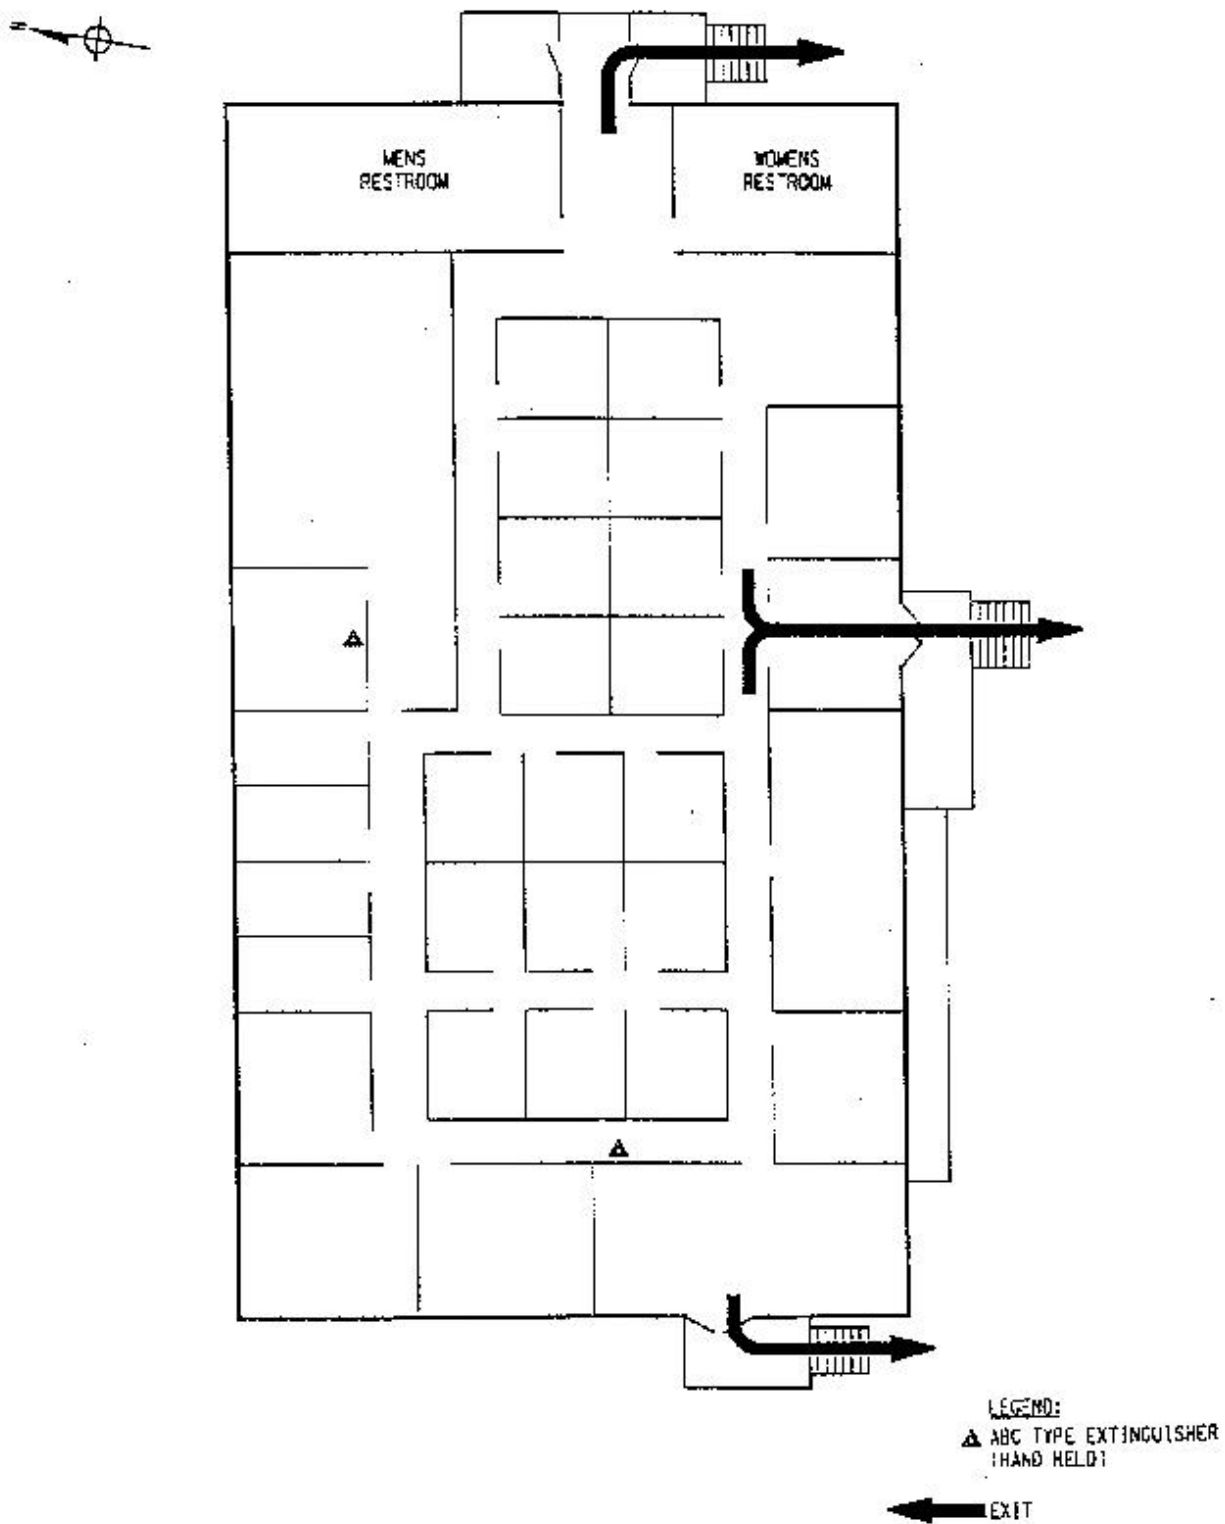 N
MENS
RESTROOM
WOMENS
RESTROOM
LEGEND:
ABC TYPE EXTINGUISHER
(HAND HELD)
EXIT